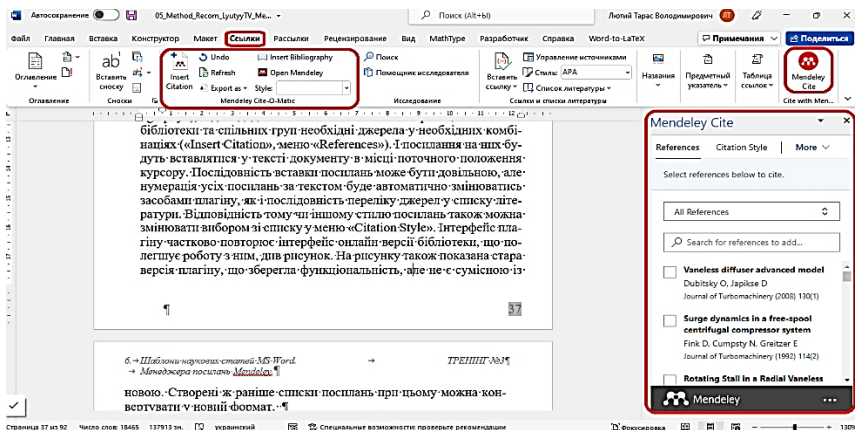 Автосохранение
05_Method_Recom_LyutyyTV_Me...
Поиск (Alt+Ы)
Лютий Тарас Володимирович
Файл Главная Вставка Конструктор Макет Ссылки Рассылки Рецензирование Вид MathType Разработчик Справка Word-to-LaTeX
Примечания
Поделиться
Оглавление
Вставить сноску
Insert Citation
Undo
Refresh
Export as
Insert Bibliography
Open Mendeley
Style:
Поиск
Помощник исследователя
Вставить ссылку
Управление источниками
Стиль: APA
Список литературы
Названия
Предметный указатель
Таблица ссылок
Mendeley Cite
Оглавление Сноски Mendeley Cite-O-Matic Исследование Ссылки и списки литературы Cite with Men...
бібліотеки та спільних груп необхідні джерела у необхідних комбі-
націях («Insert Citation», меню «References»). І посилання на них бу-
дуть вставлятися у тексті документу в місці поточного положення
курсору. Послідовність вставки посилань може бути довільною, але
нумерація усіх посилань за текстом буде автоматично змінюватись
засобами плагіну, як і послідовність переліку джерел у списку літе-
ратури. Відповідність тому чи іншому стилю посилань також можна
змінювати вибором зі списку у меню «Citation Style». Інтерфейс пла-
гіну частково повторює інтерфейс онлайн версії бібліотеки, що по-
легшує роботу з ним, див рисунок. На рисунку також показана стара
версія плагіну, що зберегла функціональність, але не є сумісною із
¶
37
6. → Шаблони наукових статей MS Word. → ТРЕНІНГ №3¶
→ Менеджера посилань Mendeley.¶
новою. Створені ж раніше списки посилань при цьому можна кон-
вертувати у новий формат. ¶
Mendeley Cite
References Citation Style More
Select references below to cite.
All References
Search for references to add...
Vaneless diffuser advanced model
Dubitsky O, Japikse D
Journal of Turbomachinery (2008) 130(1)
Surge dynamics in a free-spool
centrifugal compressor system
Fink D, Cumpsty N, Greitzer E
Journal of Turbomachinery (1992) 114(2)
Rotating Stall in a Radial Vaneless
Mendeley
Страница 37 из 92 Число слов: 18465 137913 зн. украинский Специальные возможности: проверьте рекомендации Фокусировка 130%